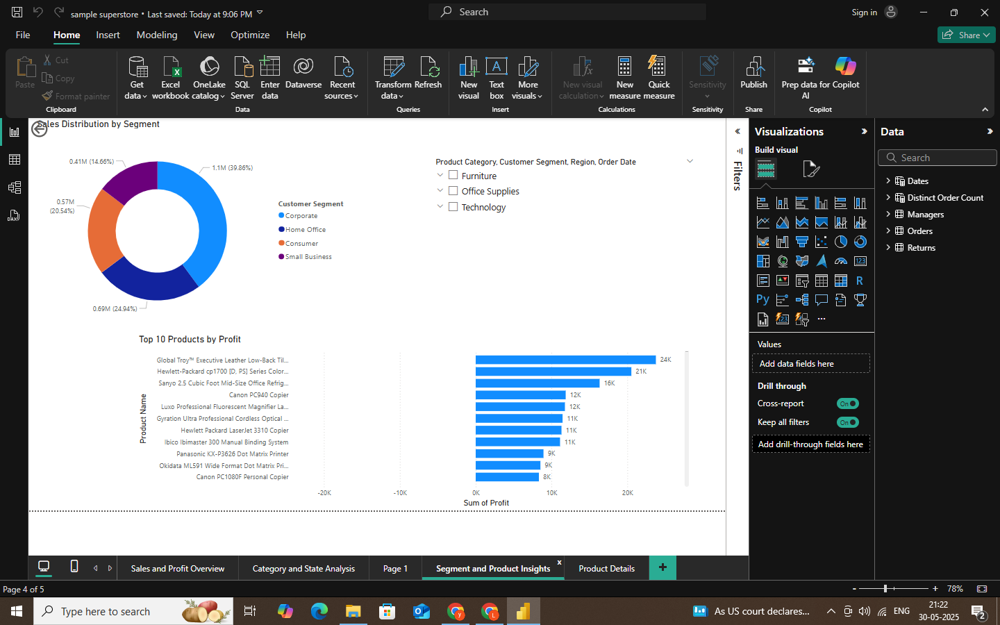 sample superstore • Last saved: Today at 9:06 PM
Search
Sign in
File
Home
Insert
Modeling
View
Optimize
Help
Share
Paste
Cut
Copy
Format painter
Clipboard
Get data
Excel workbook
OneLake catalog
SQL Server
Enter data
Dataverse
Recent sources
Data
Transform data
Refresh
Queries
New visual
Text box
More visuals
Insert
New visual calculation
New measure
Quick measure
Calculations
Sensitivity
Sensitivity
Publish
Share
Prep data for AI
Copilot
Copilot
Sales Distribution by Segment
0.41M (14.66%)
1.1M (39.86%)
0.57M
(20.54%)
0.69M (24.94%)
Customer Segment
Corporate
Home Office
Consumer
Small Business
Product Category, Customer Segment, Region, Order Date
Furniture
Office Supplies
Technology
Top 10 Products by Profit
Product Name
Global Troy™ Executive Leather Low-Back Til... 24K
Hewlett-Packard cp1700 [D, PS] Series Color... 21K
Sanyo 2.5 Cubic Foot Mid-Size Office Refrig... 16K
Canon PC940 Copier 12K
Luxo Professional Fluorescent Magnifier La... 12K
Gyration Ultra Professional Cordless Optical ... 11K
Hewlett Packard LaserJet 3310 Copier 11K
Ibico Ibimaster 300 Manual Binding System 11K
Panasonic KX-P3626 Dot Matrix Printer 9K
Okidata ML591 Wide Format Dot Matrix Pri... 9K
Canon PC1080F Personal Copier 8K
-20K -10K 0K 10K 20K
Sum of Profit
Filters
Visualizations
Build visual
123
R
Py
123
Values
Add data fields here
Drill through
Cross-report On
Keep all filters On
Add drill-through fields here
Data
Search
Dates
Distinct Order Count
Managers
Orders
Returns
Sales and Profit Overview
Category and State Analysis
Page 1
Segment and Product Insights
x
Product Details
+
Page 4 of 5
- + 78%
Type here to search
As US court declares...
ENG
21:22
30-05-2025
2